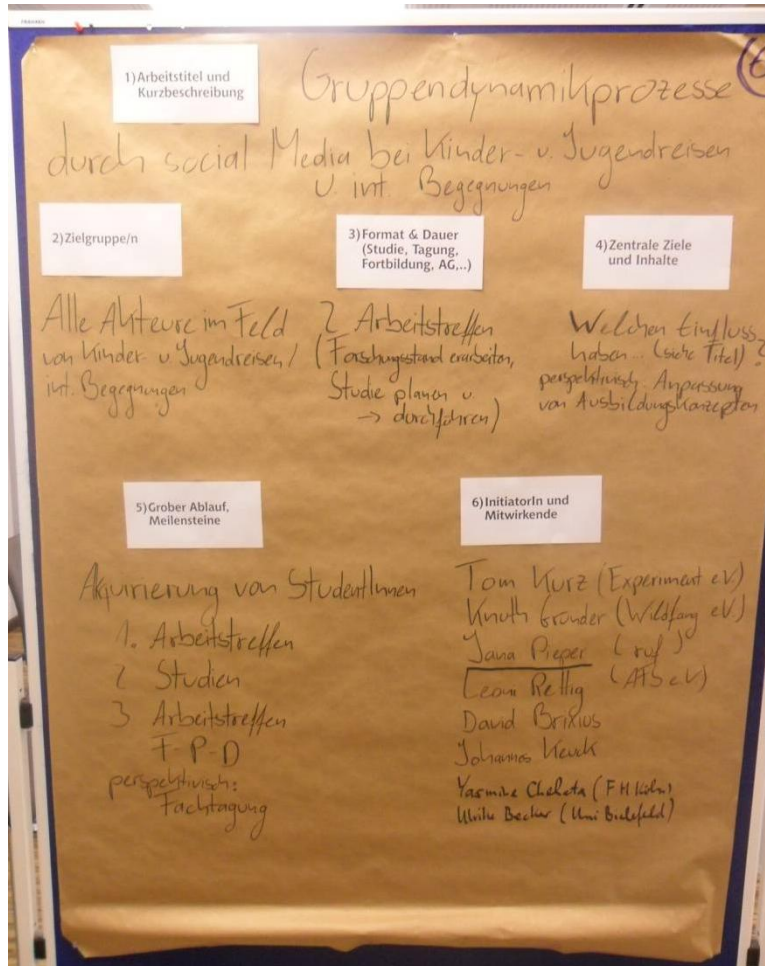 1) Arbeitstitel und
Kurzbeschreibung
Gruppendynamikprozesse
durch social Media bei Kinder- u. Jugendreisen
u. int. Begegnungen
2) Zielgruppe/n
Alle Akteure im Feld
von Kinder- u Jugendreisen/
int. Begegnungen
3) Format & Dauer
(Studie, Tagung,
Fortbildung, AG,..)
2 Arbeitstreffen
(Forschungsstand erarbeiten,
Studie planen u.
→ durchführen)
4) Zentrale Ziele
und Inhalte
Welchen Einfluss
haben... (siehe Titel)?
perspektivisch Anpassung
von Ausbildungskonzepten
5) Grober Ablauf,
Meilensteine
Akquirierung von StudentInnen
1. Arbeitstreffen
2 Studien
3 Arbeitstreffen
F-P-D
perspektivisch:
Fachtagung
6) InitiatorIn und
Mitwirkende
Tom Kurz (Experiment e.V.)
Knuth Gründer (Wildfang e.V.)
Jana Pieper (ruf)
Leoni Rettig
David Brixius
Johannes
Yasmine (FH Köln)
Ulrike Becker (Uni Bielefeld)